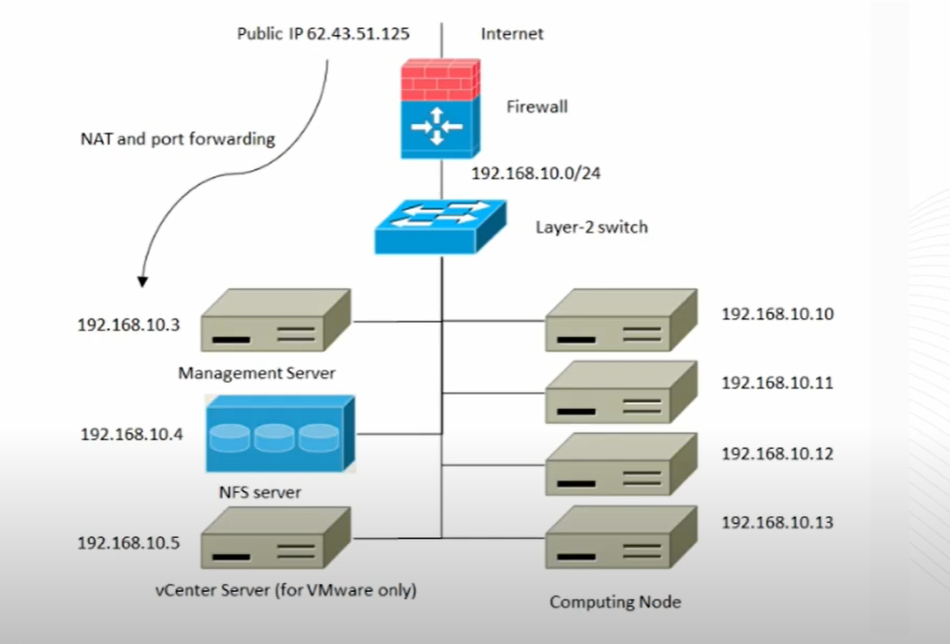 Public IP 62.43.51.125
Internet
Firewall
NAT and port forwarding
192.168.10.0/24
Layer-2 switch
192.168.10.3
Management Server
192.168.10.4
NFS server
192.168.10.5
vCenter Server (for VMware only)
192.168.10.10
192.168.10.11
192.168.10.12
192.168.10.13
Computing Node